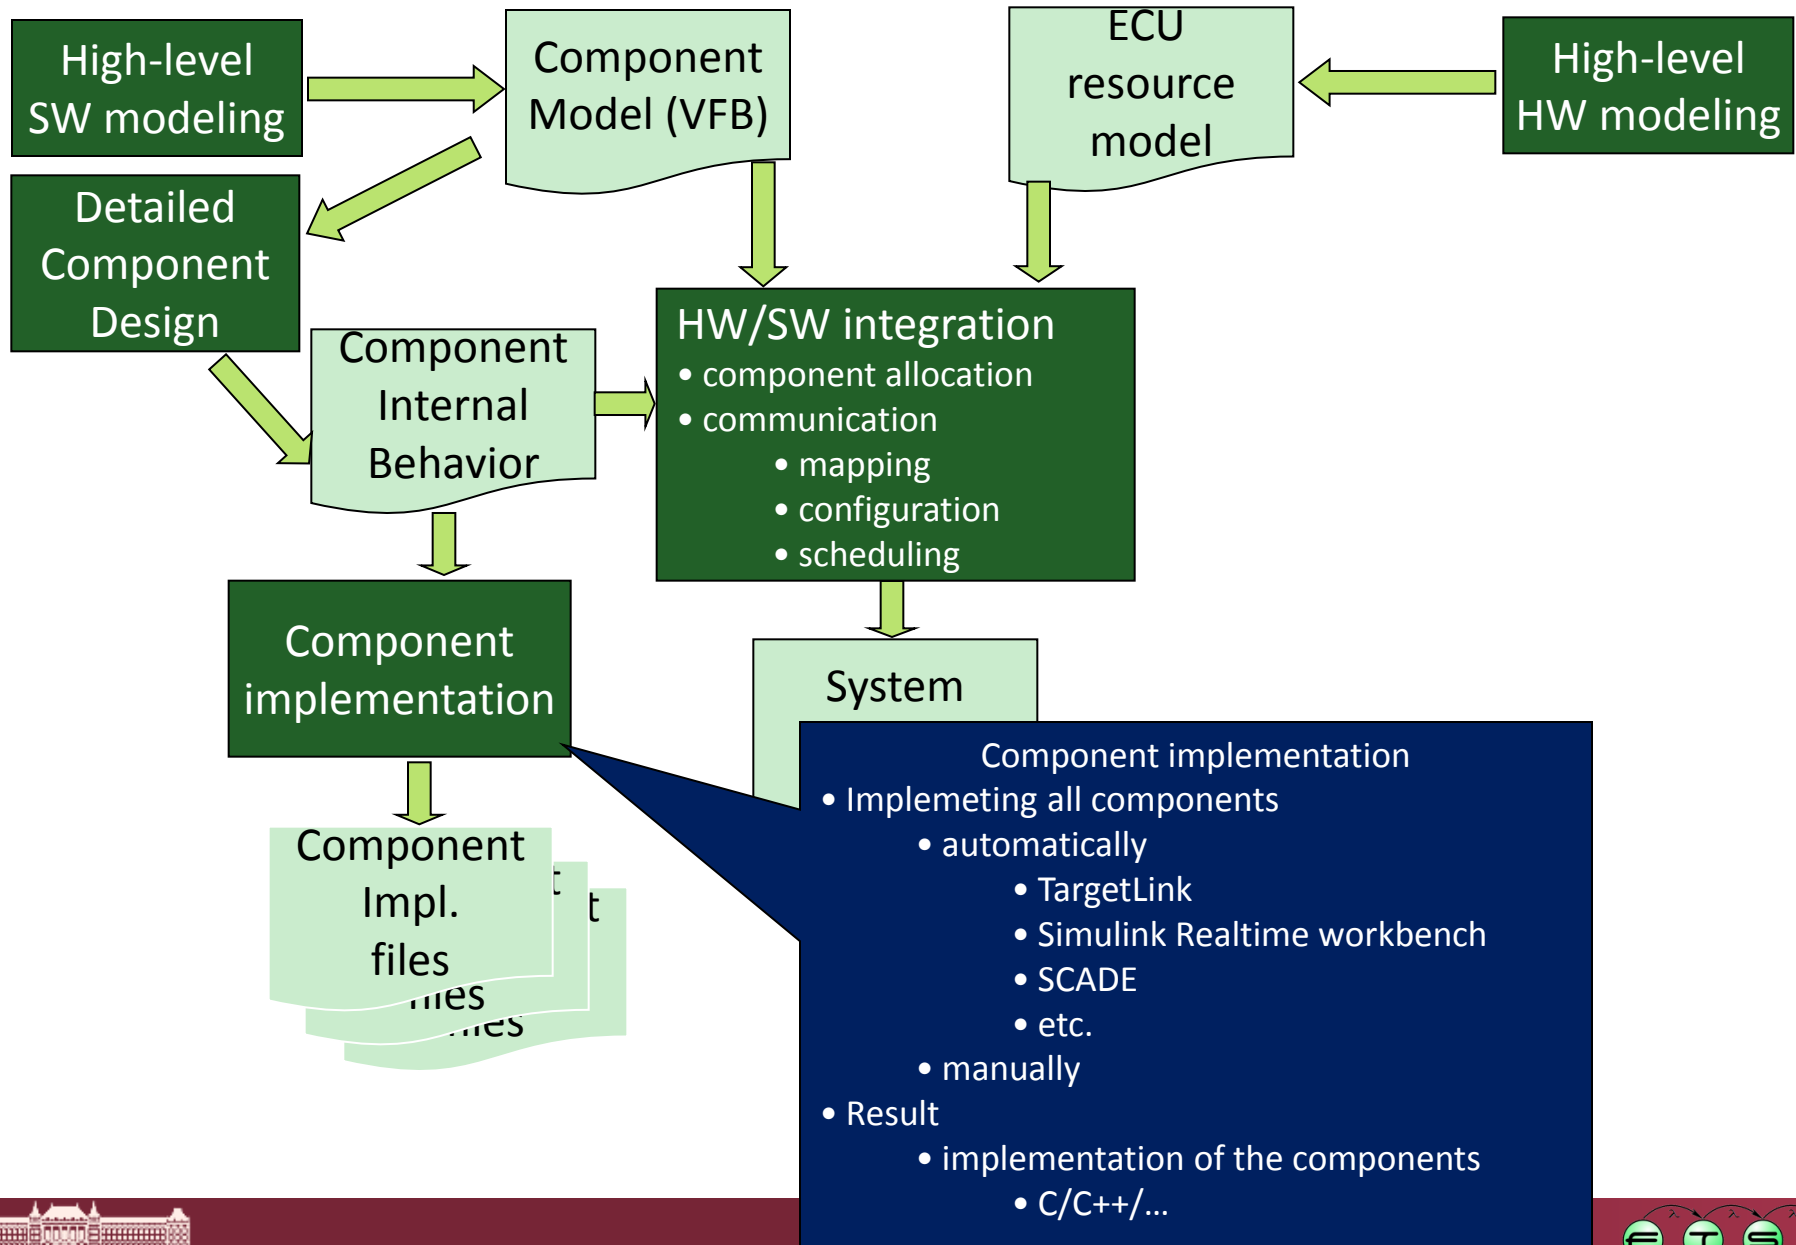 High-level
SW modeling
Component
Model (VFB)
ECU
resource
model
High-level
HW modeling
Detailed
Component
Design
Component
Internal
Behavior
HW/SW integration
• component allocation
• communication
• mapping
• configuration
• scheduling
Component
implementation
System
Component
Impl.
files
files
files
t
t
Component implementation
• Implemeting all components
• automatically
• TargetLink
• Simulink Realtime workbench
• SCADE
• etc.
• manually
• Result
• implementation of the components
• C/C++/...